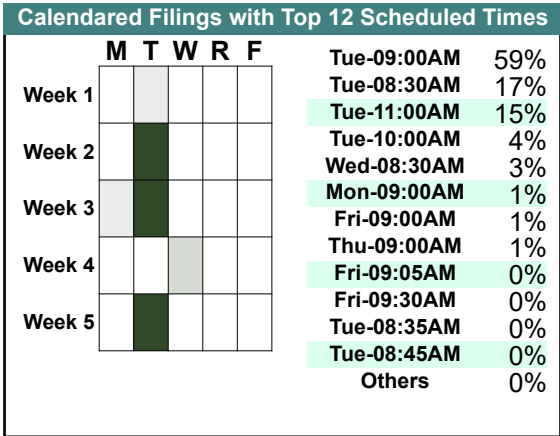 Calendared Filings with Top 12 Scheduled Times
M T W R F
Week 1
Week 2
Week 3
Week 4
Week 5
Tue-09:00AM 59%
Tue-08:30AM 17%
Tue-11:00AM 15%
Tue-10:00AM 4%
Wed-08:30AM 3%
Mon-09:00AM 1%
Fri-09:00AM 1%
Thu-09:00AM 1%
Fri-09:05AM 0%
Fri-09:30AM 0%
Tue-08:35AM 0%
Tue-08:45AM 0%
Others 0%